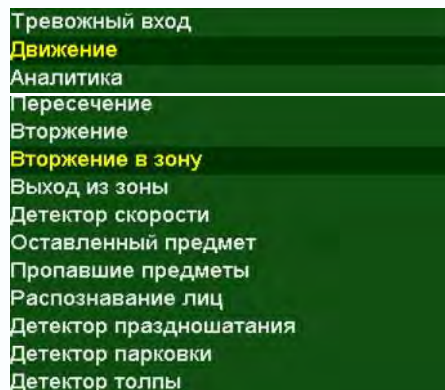 Тревожный вход
Движение
Аналитика
Пересечение
Вторжение
Вторжение в зону
Выход из зоны
Детектор скорости
Оставленный предмет
Пропавшие предметы
Распознавание лиц
Детектор праздношатания
Детектор парковки
Детектор толпы